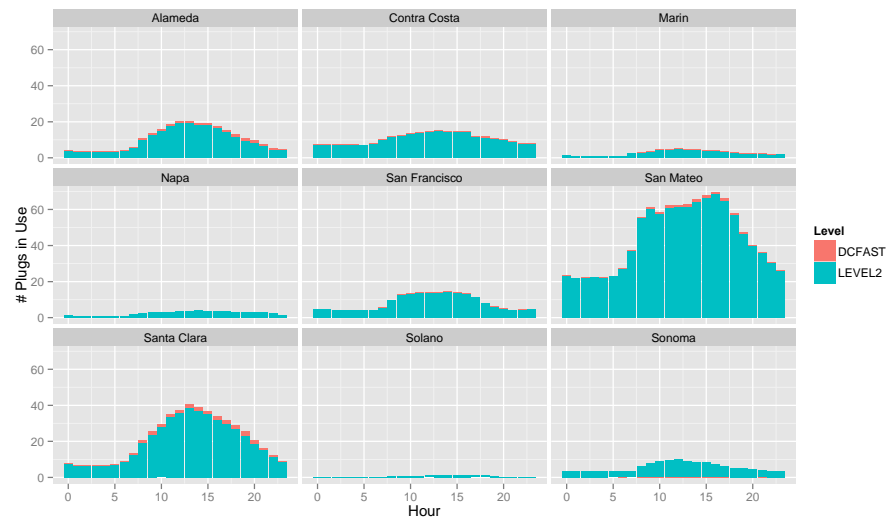 Alameda Contra Costa Marin
60
40
20
0
Napa San Francisco San Mateo
60
40
20
0
# Plugs in Use
Level
DCFAST
LEVEL2
Santa Clara Solano Sonoma
60
40
20
0
0 5 10 15 20 0 5 10 15 20 0 5 10 15 20
Hour